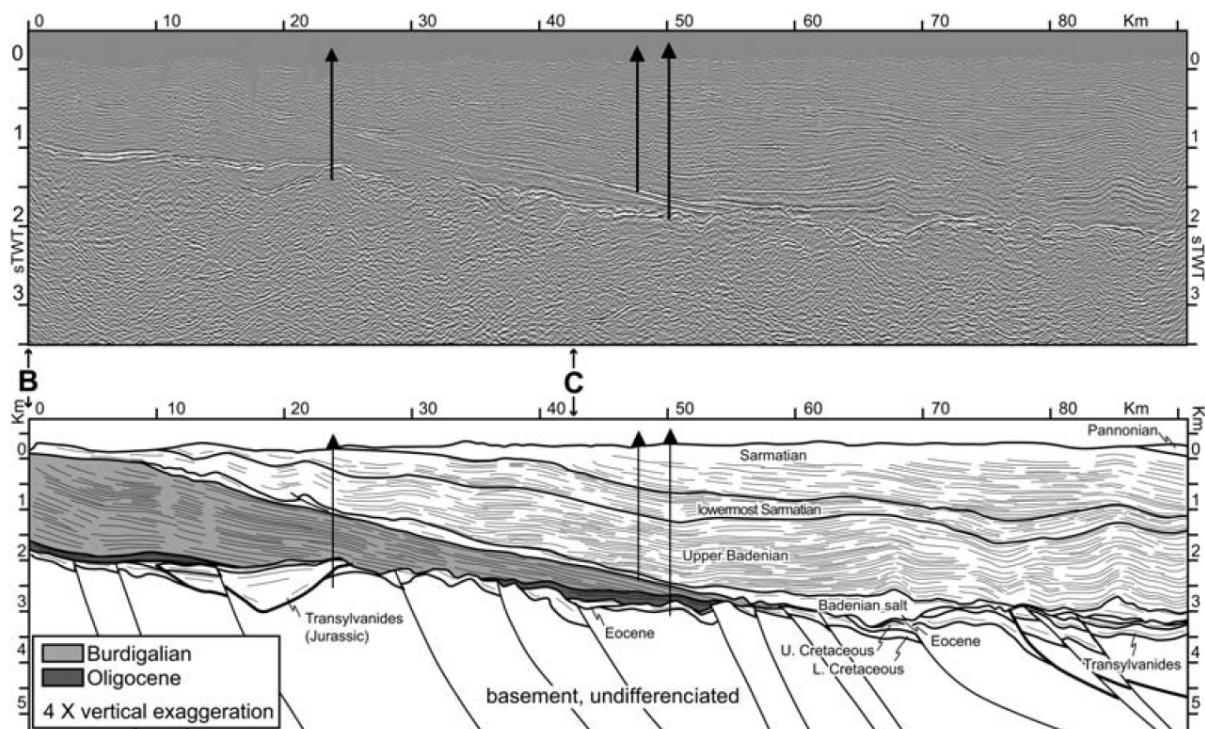 0 10 20 30 40 50 60 70 80 Km
0 0
1 1
2 2
sTWT sTWT
3 3
B C
Km 0 10 20 30 40 50 60 70 80 Km Km
Pannonian
0 Sarmatian 0
1 lowermost Sarmatian 1
2 Upper Badenian 2
3 Badenian salt 3
Transylvanides
(Jurassic)
Eocene
Eocene
U. Cretaceous
L. Cretaceous
Transylvanides
4 4
5 5
Burdigalian
Oligocene
4 X vertical exaggeration
basement, undifferenciated